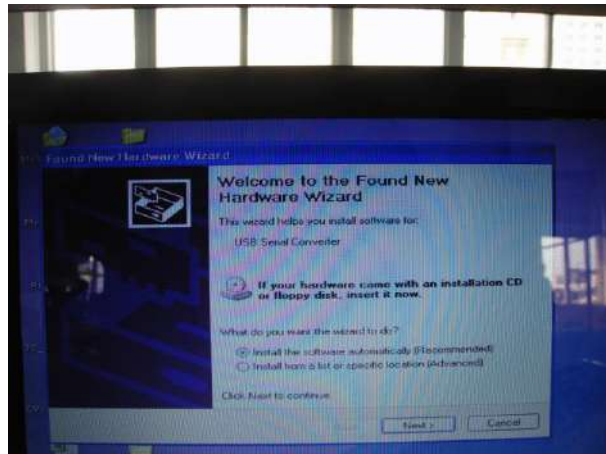 Found New Hardware Wizard
Welcome to the Found New
Hardware Wizard
This wizard helps you install software for:
USB Serial Converter
If your hardware came with an installation CD
or floppy disk, insert it now.
What do you want the wizard to do?
Install the software automatically (Recommended)
Install from a list or specific location (Advanced)
Click Next to continue.
Next >
Cancel